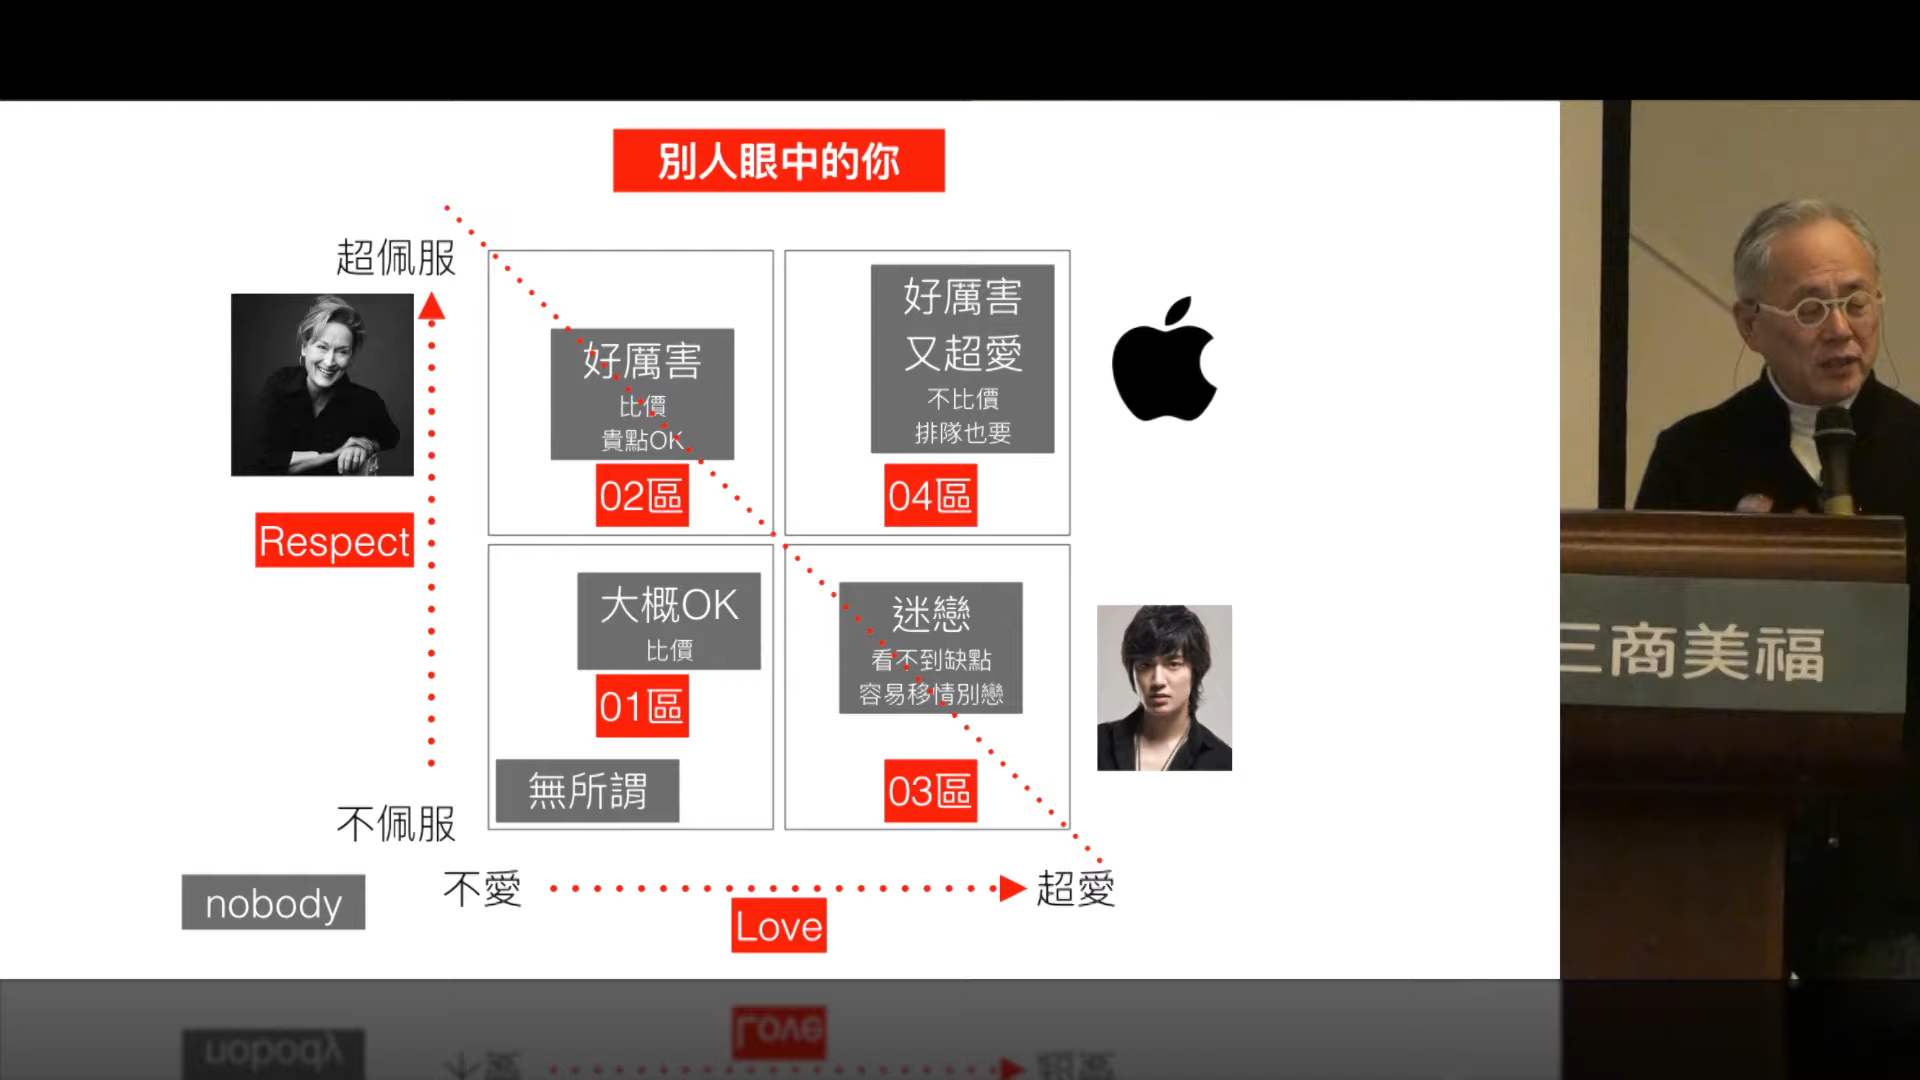 別人眼中的你
超佩服
好厲害
比價
貴點OK
02區
好厲害
又超愛
不比價
排隊也要
04區
Respect
大概OK
比價
01區
無所謂
迷戀
看不到缺點
容易移情別戀
03區
不佩服
nobody
不愛
超愛
Love
三商美福